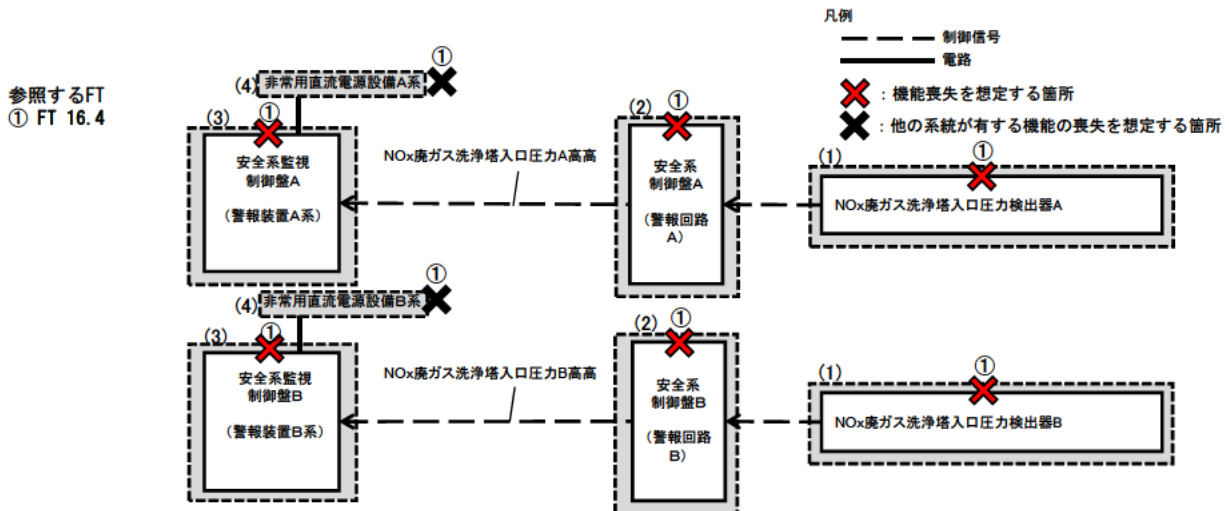 凡例
制御信号
電路
：機能喪失を想定する箇所
：他の系統が有する機能の喪失を想定する箇所
参照するFT
① FT 16.4
①
(4) 非常用直流電源設備A系
(3) ①
安全系監視
制御盤A
（警報装置A系）
NOx廃ガス洗浄塔入口圧力A高高
(2) ①
安全系
制御盤A
（警報回路
A）
(1) ①
NOx廃ガス洗浄塔入口圧力検出器A
①
(4) 非常用直流電源設備B系
(3) ①
安全系監視
制御盤B
（警報装置B系）
NOx廃ガス洗浄塔入口圧力B高高
(2) ①
安全系
制御盤B
（警報回路
B）
(1) ①
NOx廃ガス洗浄塔入口圧力検出器B